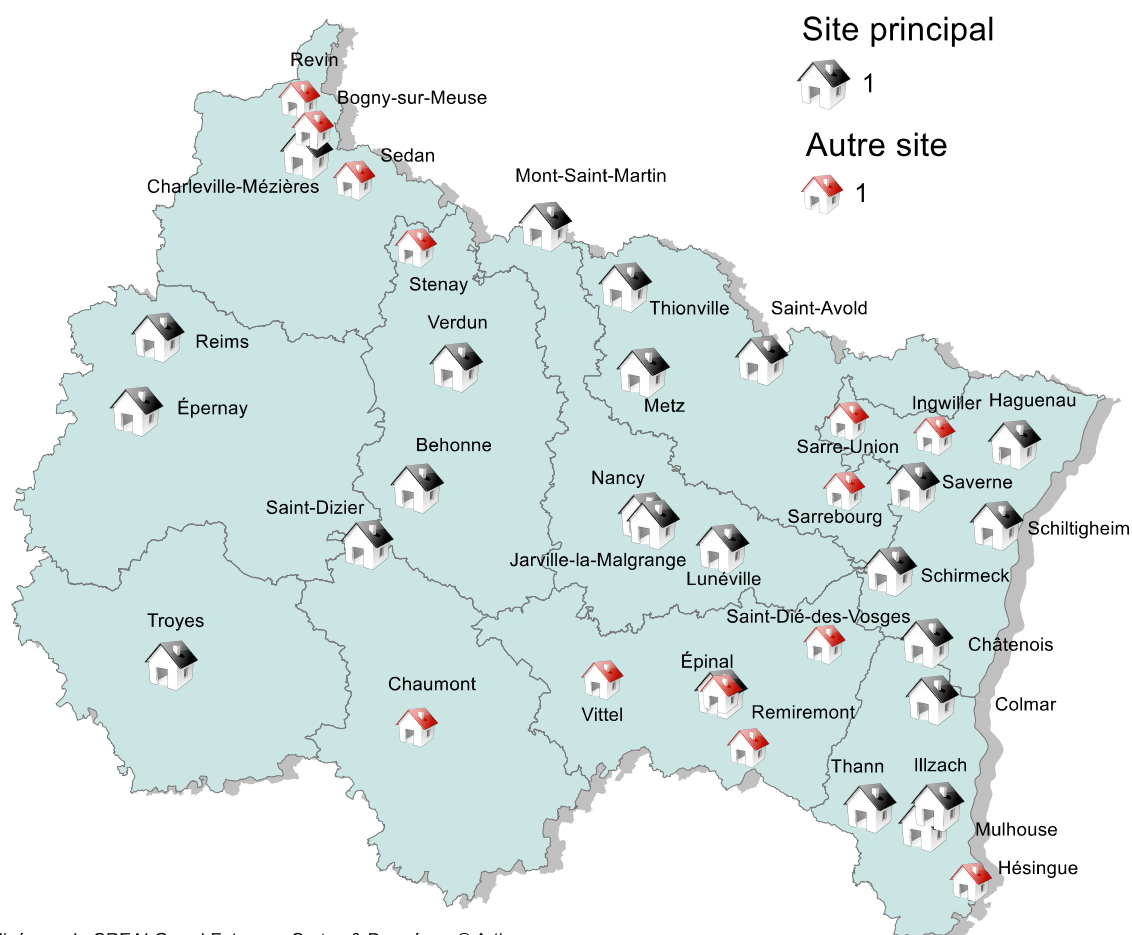 Site principal
1
Autre site
1
Revin
Bogny-sur-Meuse
Sedan
Charleville-Mézières
Mont-Saint-Martin
Stenay
Thionville
Saint-Avold
Verdun
Reims
Metz
Épernay
Ingwiller
Haguenau
Behonne
Sarre-Union
Nancy
Saverne
Saint-Dizier
Sarrebourg
Schiltigheim
Jarville-la-Malgrange
Lunéville
Schirmeck
Troyes
Saint-Dié-des-Vosges
Châtenois
Épinal
Chaumont
Colmar
Vittel
Remiremont
Thann
Illzach
Mulhouse
Hésingue